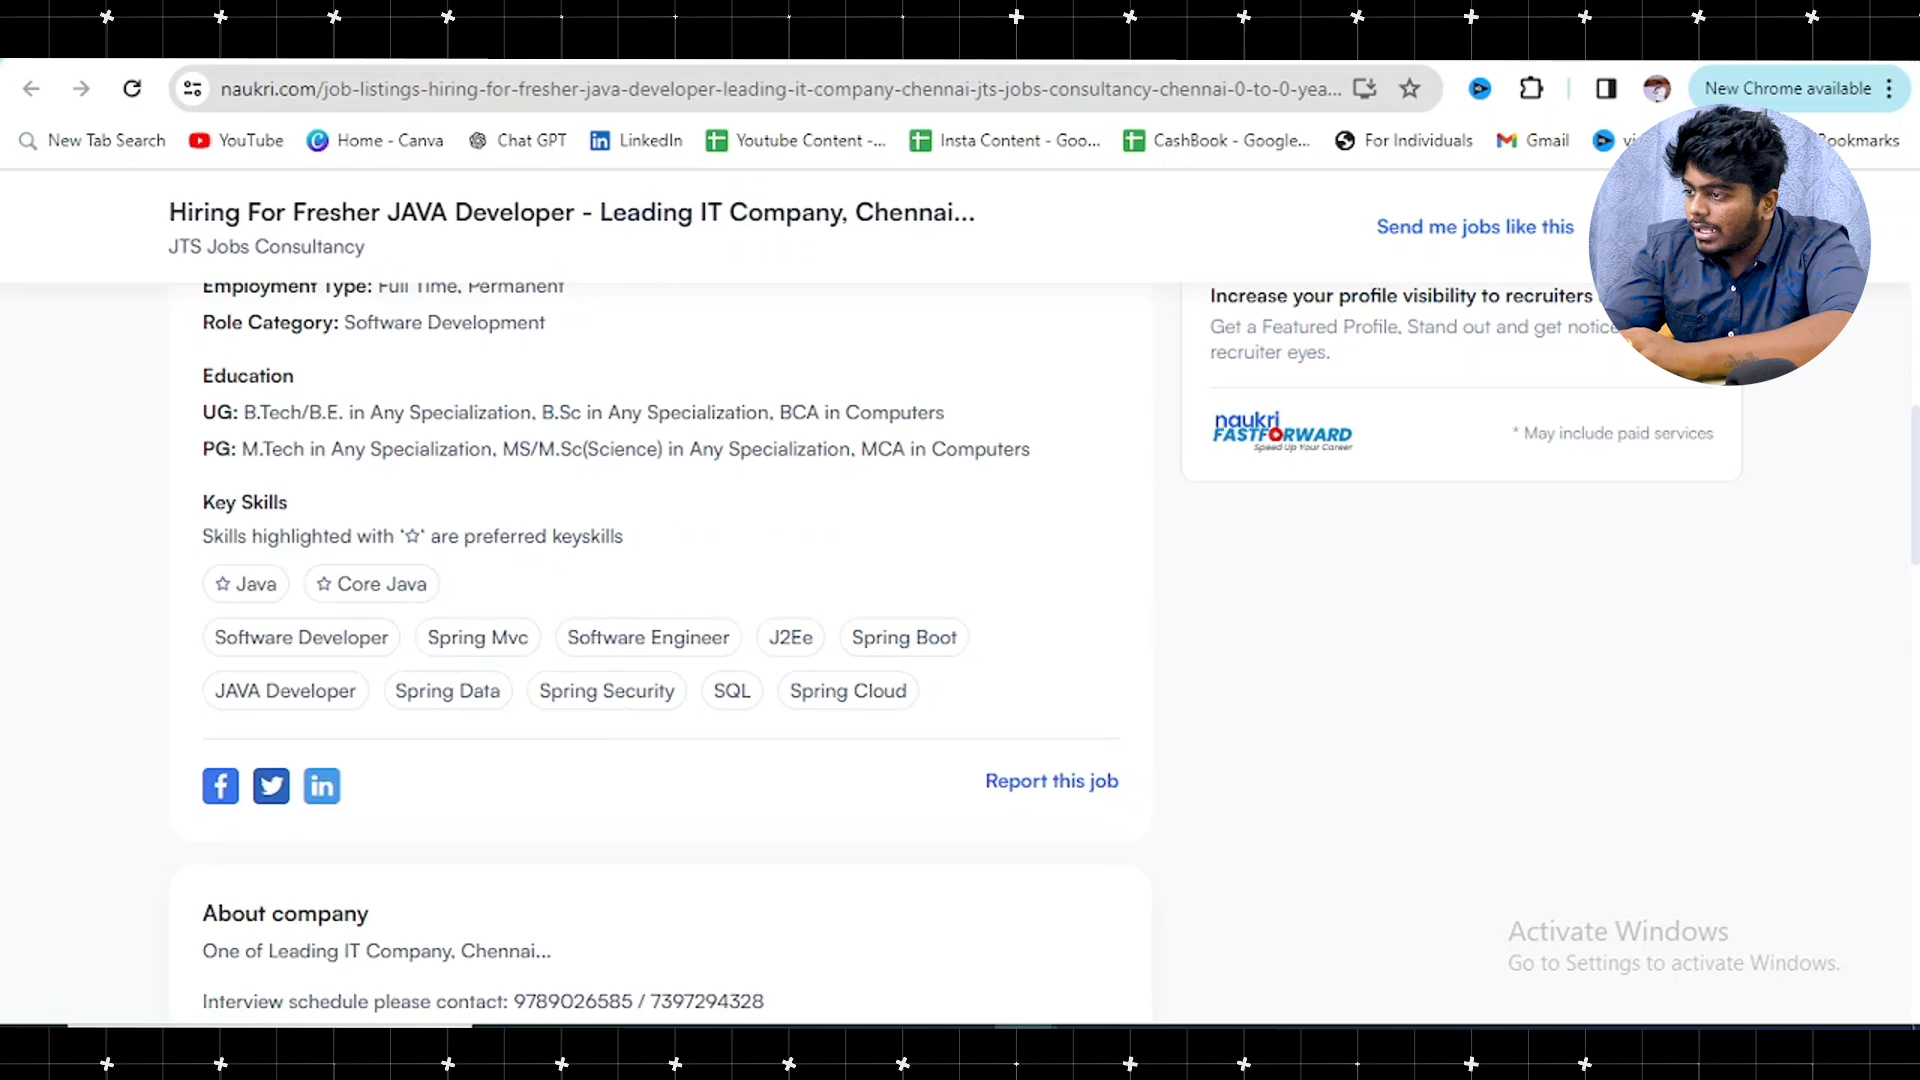 naukri.com/job-listings-hiring-for-fresher-java-developer-leading-it-company-chennai-jts-jobs-consultancy-chennai-0-to-0-yea...
New Chrome available
New Tab Search
YouTube
Home - Canva
Chat GPT
LinkedIn
Youtube Content -...
Insta Content - Goo...
CashBook - Google...
For Individuals
Gmail
Bookmarks
Hiring For Fresher JAVA Developer - Leading IT Company, Chennai...
JTS Jobs Consultancy
Send me jobs like this
Employment Type: Full Time, Permanent
Role Category: Software Development
Education
UG: B.Tech/B.E. in Any Specialization, B.Sc in Any Specialization, BCA in Computers
PG: M.Tech in Any Specialization, MS/M.Sc(Science) in Any Specialization, MCA in Computers
Key Skills
Skills highlighted with '☆' are preferred keyskills
☆ Java ☆ Core Java
Software Developer Spring Mvc Software Engineer J2Ee Spring Boot
JAVA Developer Spring Data Spring Security SQL Spring Cloud
Report this job
About company
One of Leading IT Company, Chennai...
Interview schedule please contact: 9789026585 / 7397294328
Increase your profile visibility to recruiters
Get a Featured Profile, Stand out and get
recruiter eyes.
naukri
FASTFORWARD
Speed Up Your Career
* May include paid services
Activate Windows
Go to Settings to activate Windows.